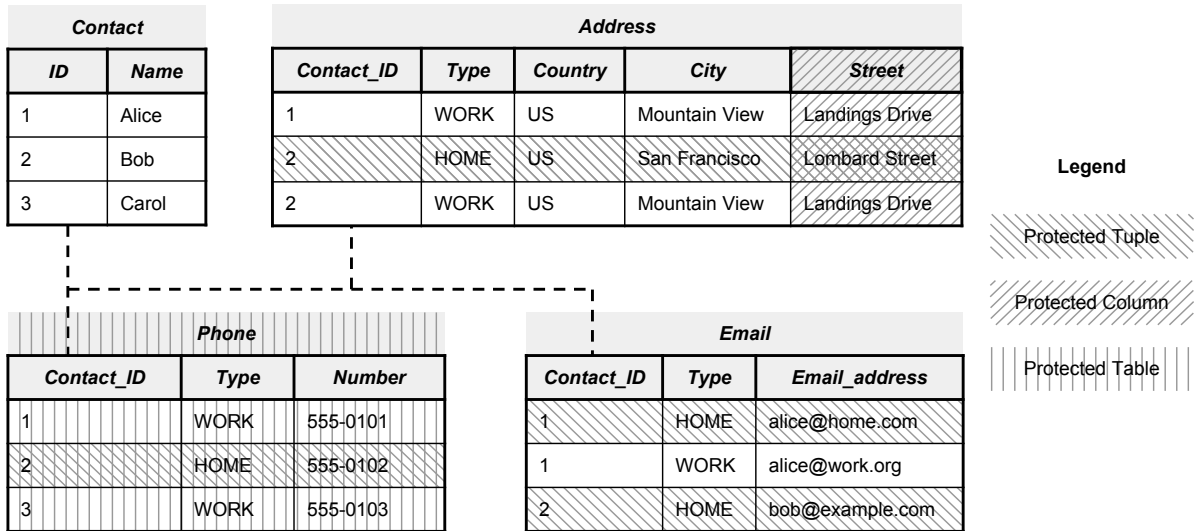 Contact
ID Name
1 Alice
2 Bob
3 Carol
Address
Contact_ID Type Country City Street
1 WORK US Mountain View Landings Drive
2 HOME US San Francisco Lombard Street
2 WORK US Mountain View Landings Drive
Phone
Contact_ID Type Number
1 WORK 555-0101
2 HOME 555-0102
3 WORK 555-0103
Email
Contact_ID Type Email_address
1 HOME alice@home.com
1 WORK alice@work.org
2 HOME bob@example.com
Legend
Protected Tuple
Protected Column
Protected Table